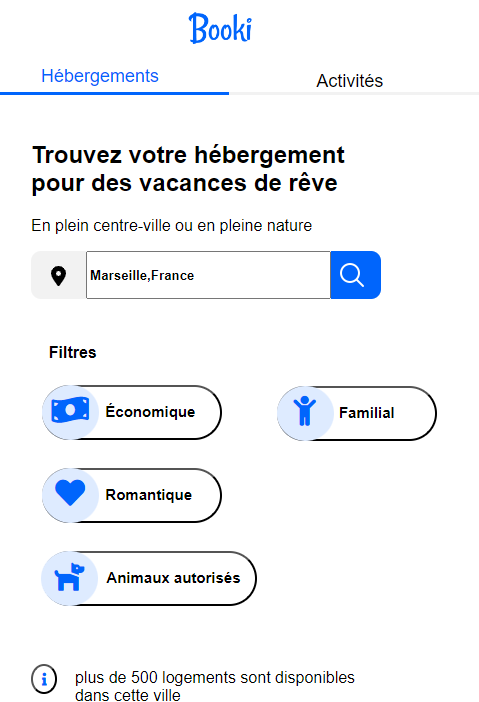 Booki
Hébergements
Activités
Trouvez votre hébergement
pour des vacances de rêve
En plein centre-ville ou en pleine nature
Marseille,France
Filtres
Économique
Familial
Romantique
Animaux autorisés
plus de 500 logements sont disponibles
dans cette ville